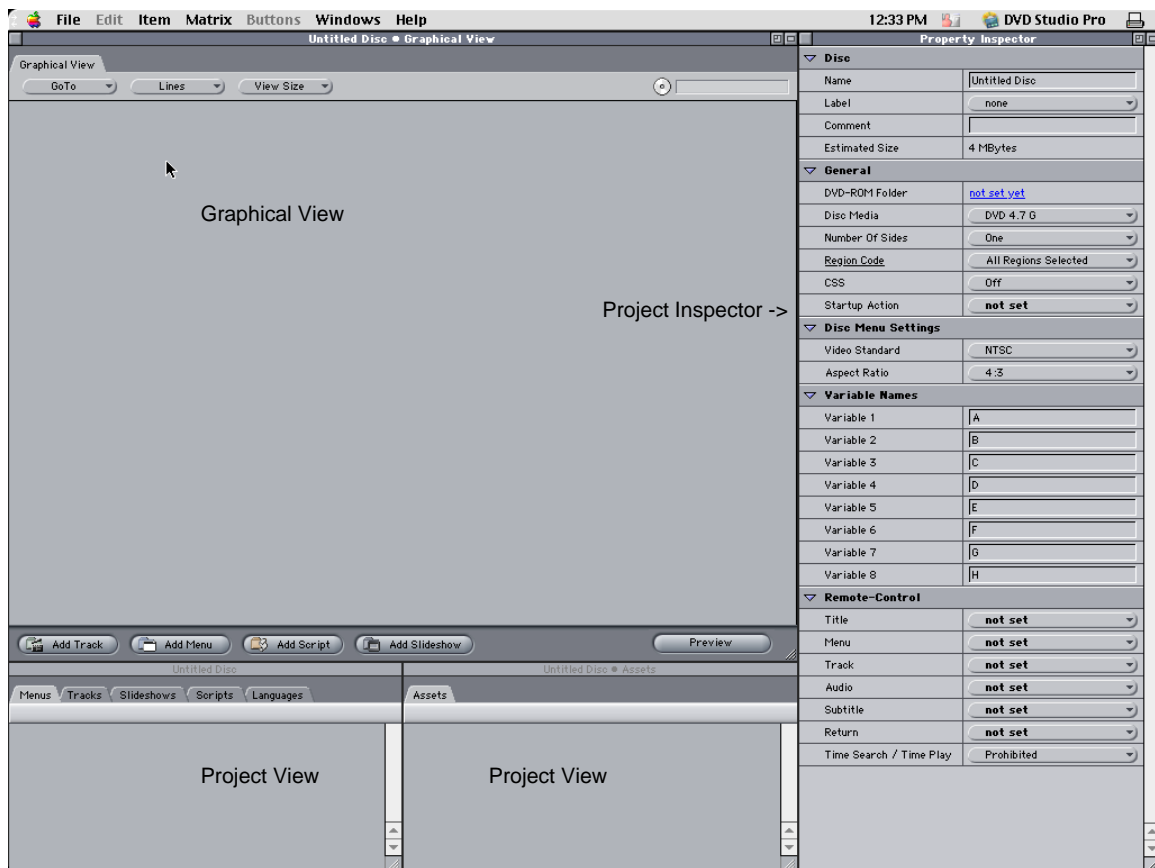 File Edit Item Matrix Buttons Windows Help 12:33 PM DVD Studio Pro
Untitled Disc • Graphical View
Graphical View
GoTo Lines View Size
Graphical View
Project Inspector ->
Add Track Add Menu Add Script Add Slideshow Preview
Untitled Disc
Menus Tracks Slideshows Scripts Languages
Project View
Untitled Disc • Assets
Assets
Project View
Property Inspector
Disc
Name Untitled Disc
Label none
Comment
Estimated Size 4 MBytes
General
DVD-ROM Folder not set yet
Disc Media DVD 4.7 G
Number Of Sides One
Region Code All Regions Selected
CSS Off
Startup Action not set
Disc Menu Settings
Video Standard NTSC
Aspect Ratio 4:3
Variable Names
Variable 1 A
Variable 2 B
Variable 3 C
Variable 4 D
Variable 5 E
Variable 6 F
Variable 7 G
Variable 8 H
Remote-Control
Title not set
Menu not set
Track not set
Audio not set
Subtitle not set
Return not set
Time Search / Time Play Prohibited